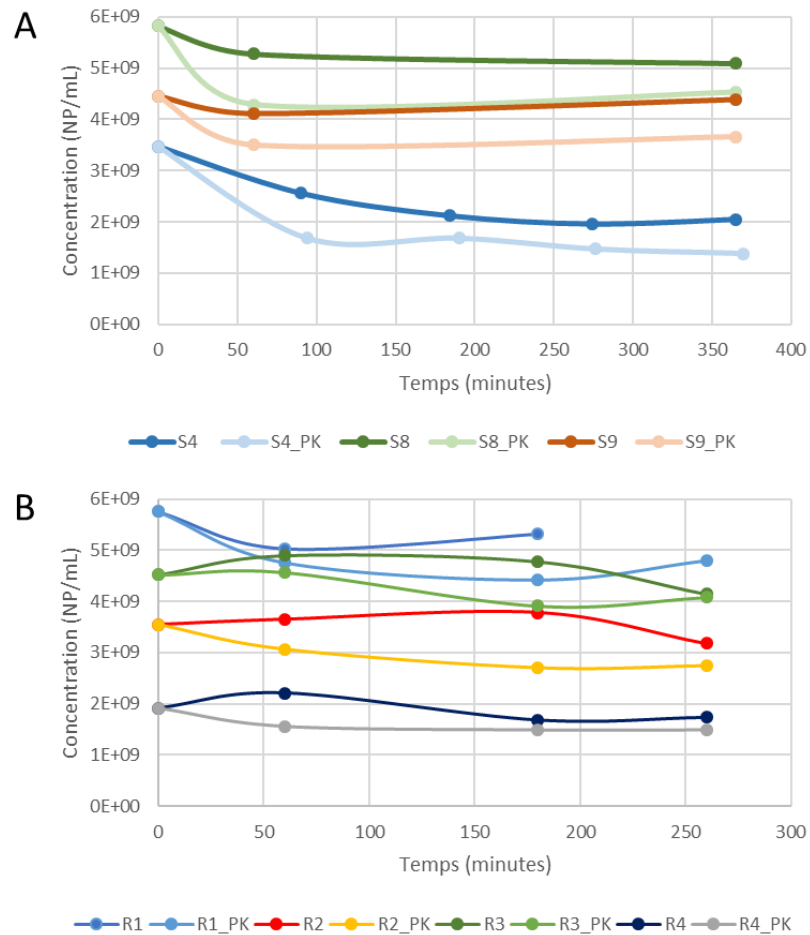 A
6E+09
5E+09
4E+09
3E+09
2E+09
1E+09
0E+00
Concentration (NP/mL)
0 50 100 150 200 250 300 350 400
Temps (minutes)
S4 S4_PK S8 S8_PK S9 S9_PK
B
6E+09
5E+09
4E+09
3E+09
2E+09
1E+09
0E+00
Concentration (NP/mL)
0 50 100 150 200 250 300
Temps (minutes)
R1 R1_PK R2 R2_PK R3 R3_PK R4 R4_PK